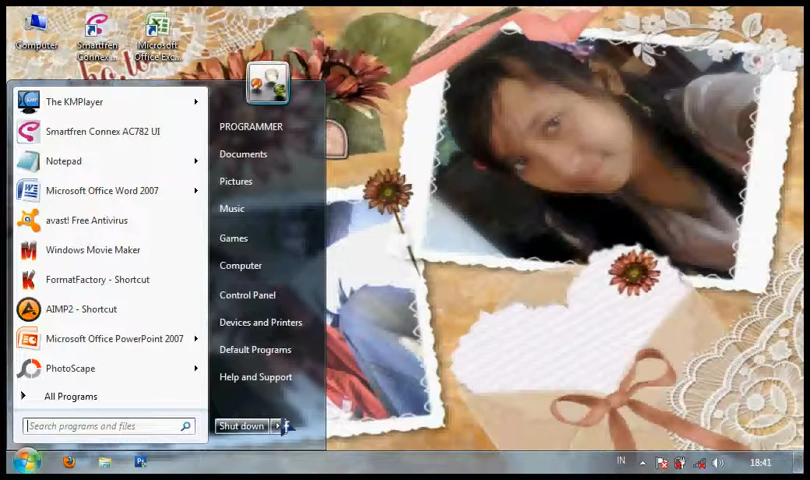 Computer
Smartfren
Connex ...
Microsoft
Office Exc...
The KMPlayer
Smartfren Connex AC782 UI
Notepad
Microsoft Office Word 2007
avast! Free Antivirus
Windows Movie Maker
FormatFactory - Shortcut
AIMP2 - Shortcut
Microsoft Office PowerPoint 2007
PhotoScape
All Programs
Search programs and files
PROGRAMMER
Documents
Pictures
Music
Games
Computer
Control Panel
Devices and Printers
Default Programs
Help and Support
Shut down
IN
18:41